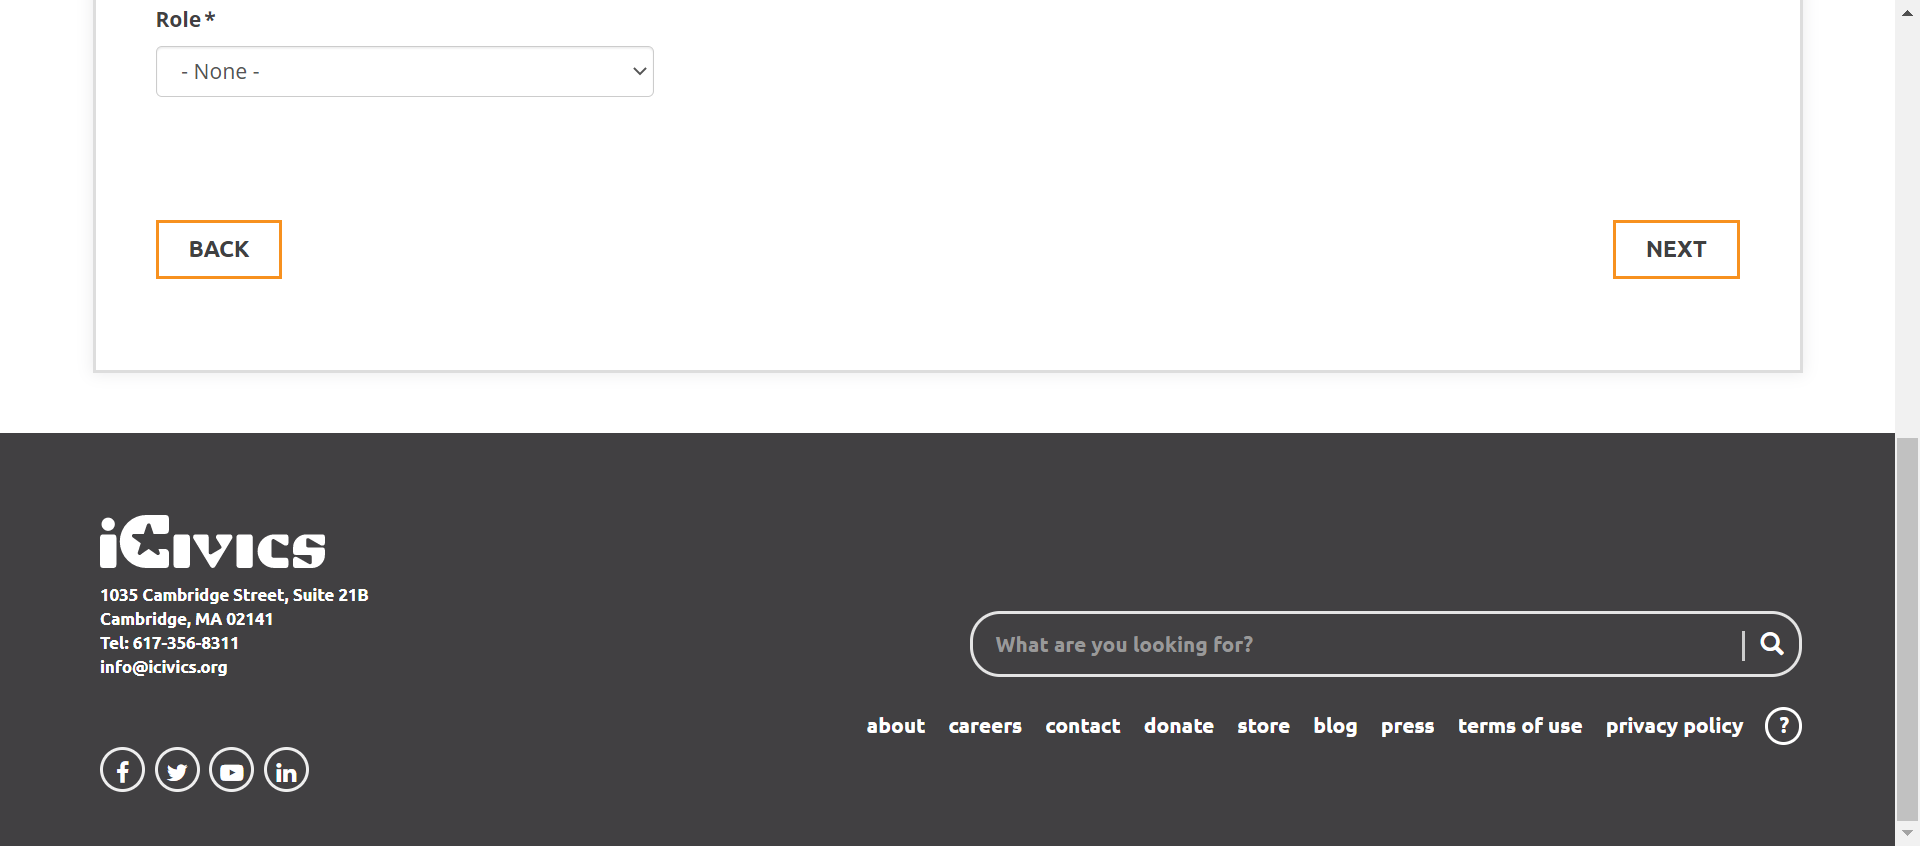 Role*
- None -
BACK
NEXT
iCivics
1035 Cambridge Street, Suite 21B
Cambridge, MA 02141
Tel: 617-356-8311
info@icivics.org
What are you looking for?
about careers contact donate store blog press terms of use privacy policy ?